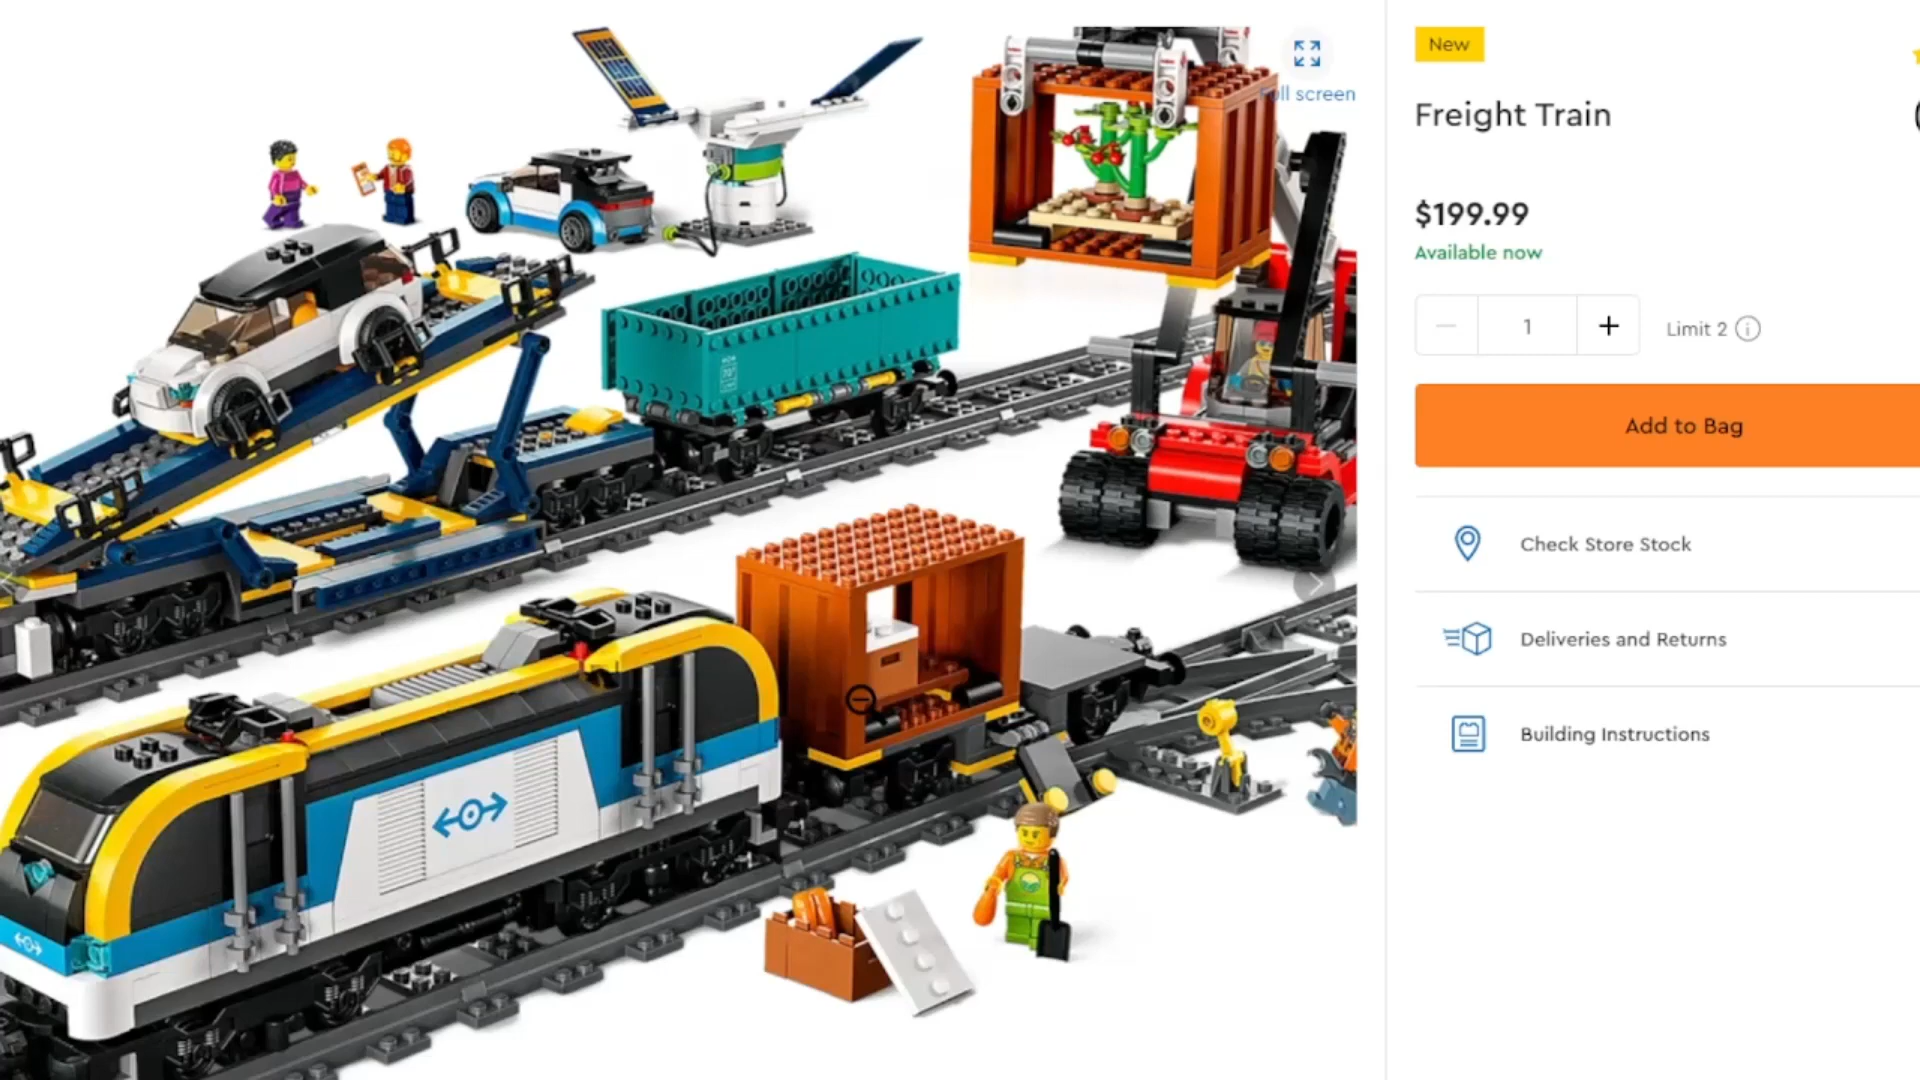 New
Full screen
Freight Train
$199.99
Available now
1
Limit 2
Add to Bag
Check Store Stock
Deliveries and Returns
Building Instructions